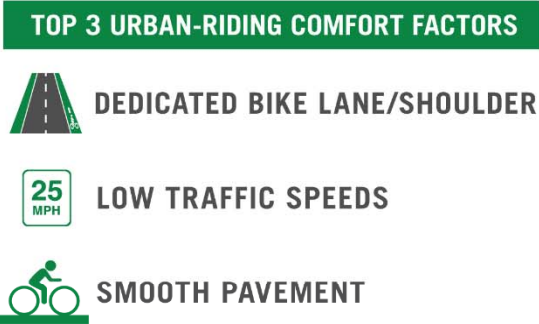 TOP 3 URBAN-RIDING COMFORT FACTORS
DEDICATED BIKE LANE/SHOULDER
25
MPH
LOW TRAFFIC SPEEDS
SMOOTH PAVEMENT